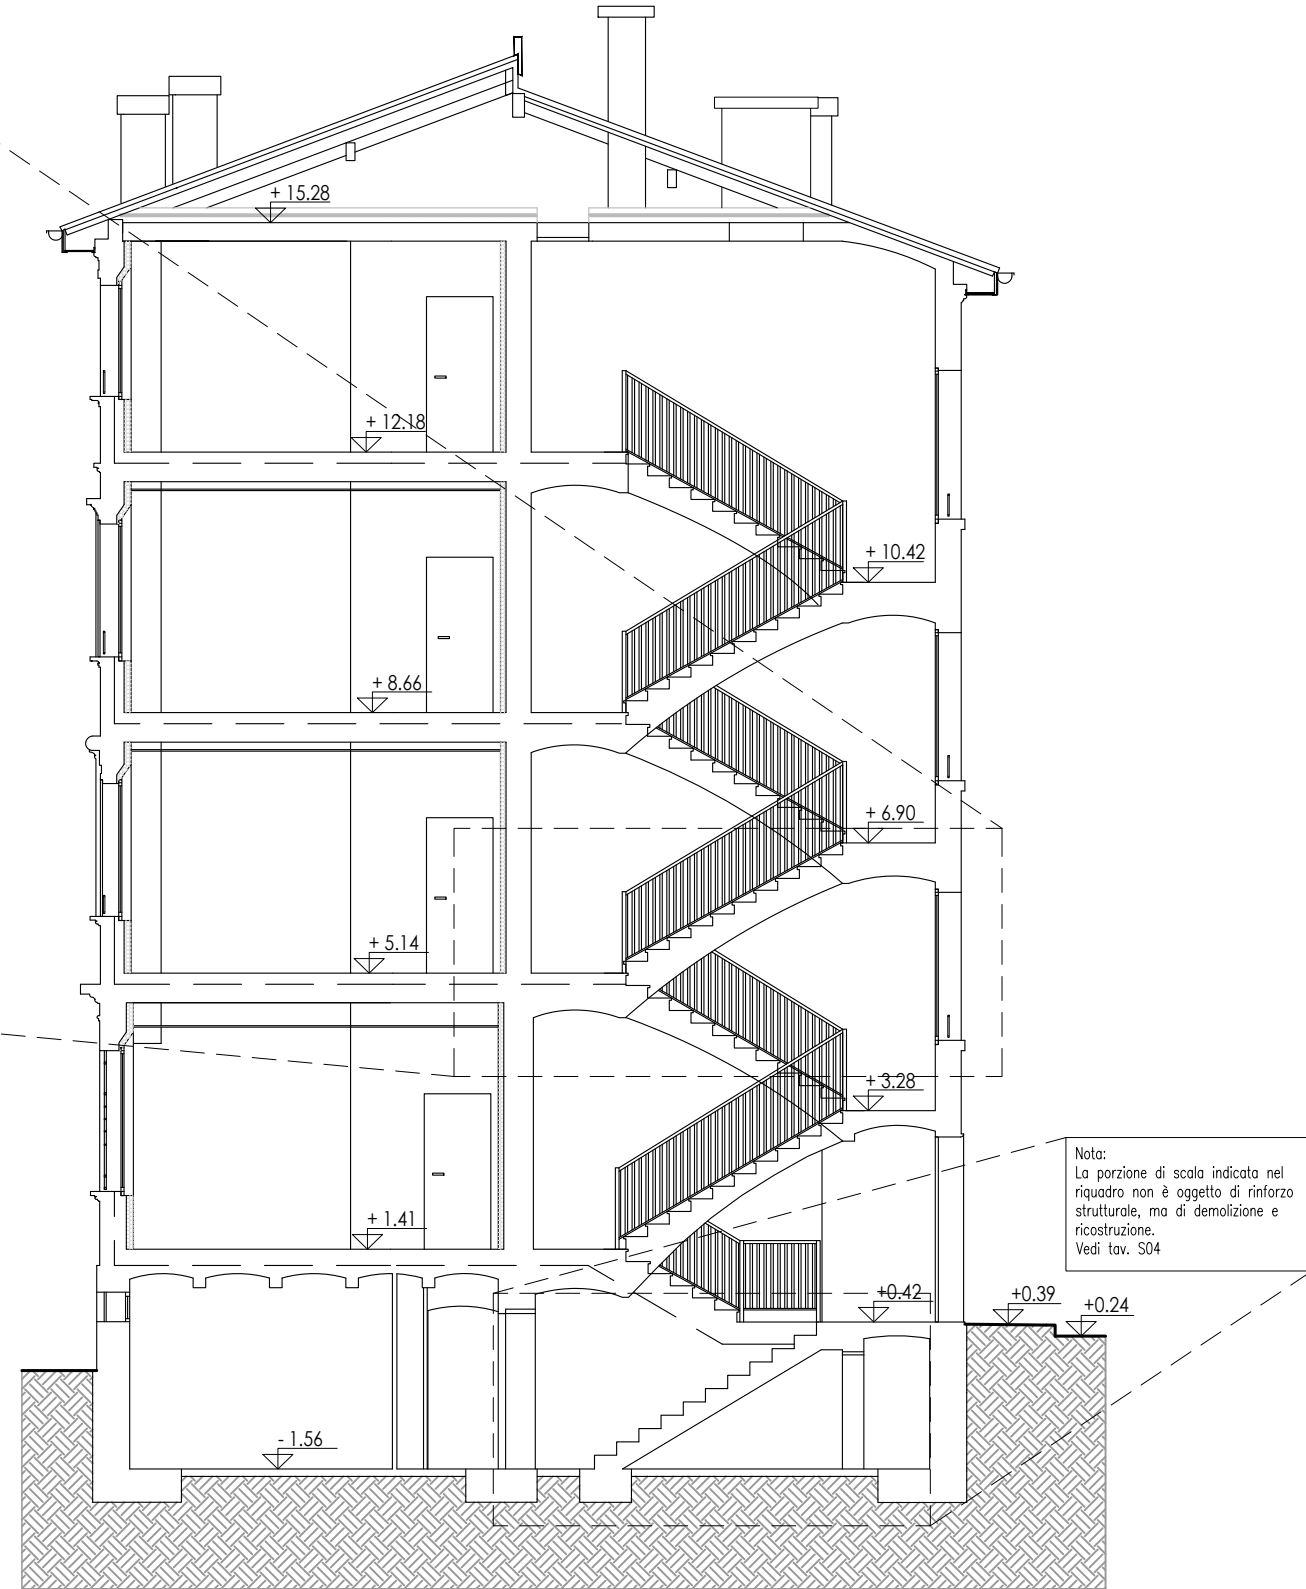 + 15.28
+ 12.18
+ 10.42
+ 8.66
+ 6.90
+ 5.14
+ 3.28
Nota:
La porzione di scala indicata nel
riquadro non è oggetto di rinforzo
strutturale, ma di demolizione e
ricostruzione.
Vedi tav. S04
+ 1.41
+0.42
+0.39
+0.24
- 1.56